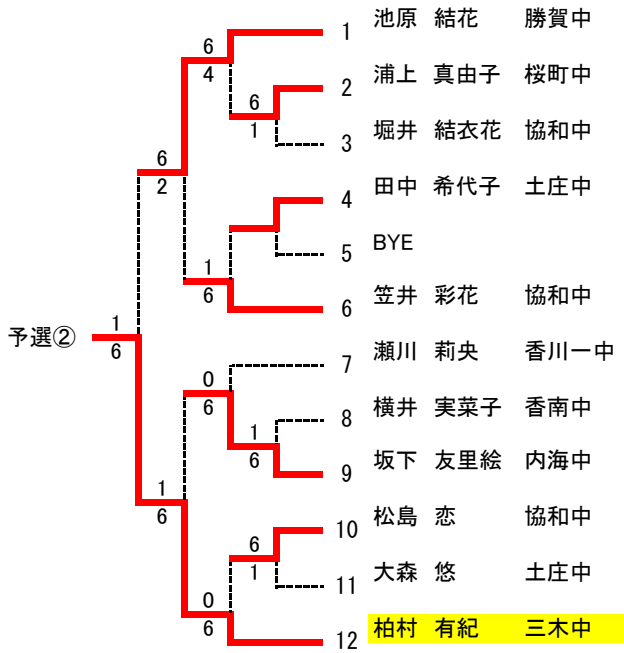 1 池原 結花 勝賀中
6
4
2 浦上 真由子 桜町中
6
1
3 堀井 結衣花 協和中
6
2
4 田中 希代子 土庄中
5 BYE
1
6
6 笠井 彩花 協和中
予選②
1
6
7 瀬川 莉央 香川一中
0
6
8 横井 実菜子 香南中
1
6
9 坂下 友里絵 内海中
1
6
10 松島 恋 協和中
6
1
11 大森 悠 土庄中
0
6
12 柏村 有紀 三木中